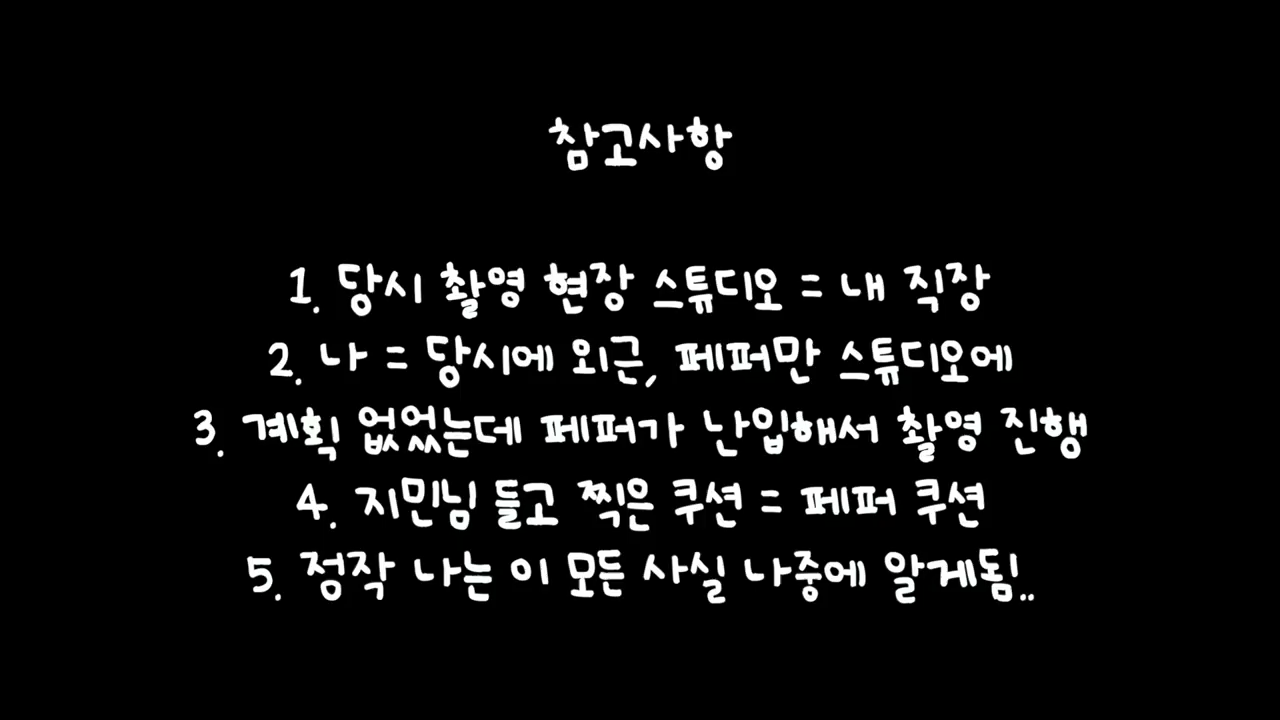 참고사항
1. 당시 촬영 현장 스튜디오 = 내 직장
2. 나 = 당시에 외근, 페퍼만 스튜디오에
3. 계획 없었는데 페퍼가 난입해서 촬영 진행
4. 지민님 들고 찍은 쿠션 = 페퍼 쿠션
5. 정작 나는 이 모든 사실 나중에 알게됨..